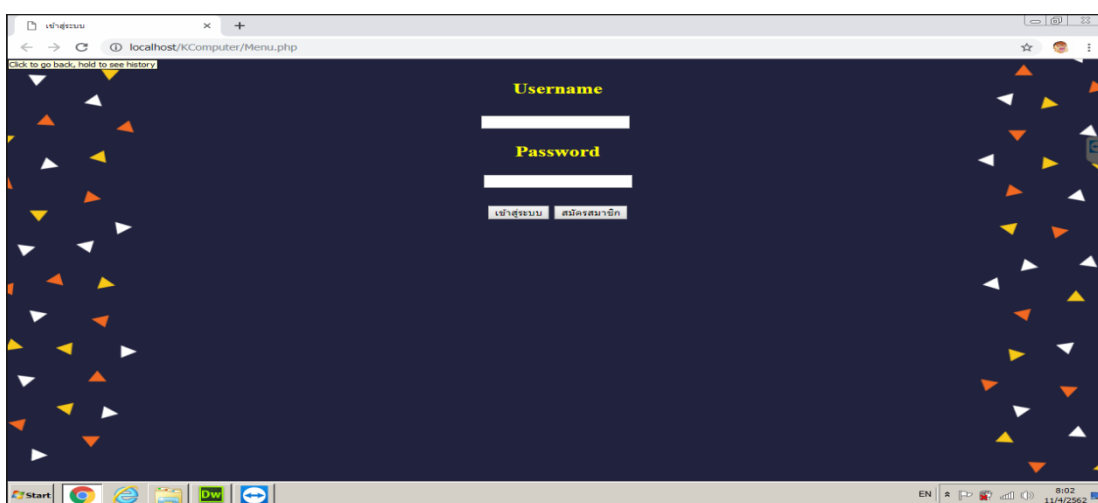 เข้าสู่ระบบ
localhost/KComputer/Menu.php
Click to go back, hold to see history
Username
Password
เข้าสู่ระบบ สมัครสมาชิก
Start Dw EN 8:02
11/4/2562